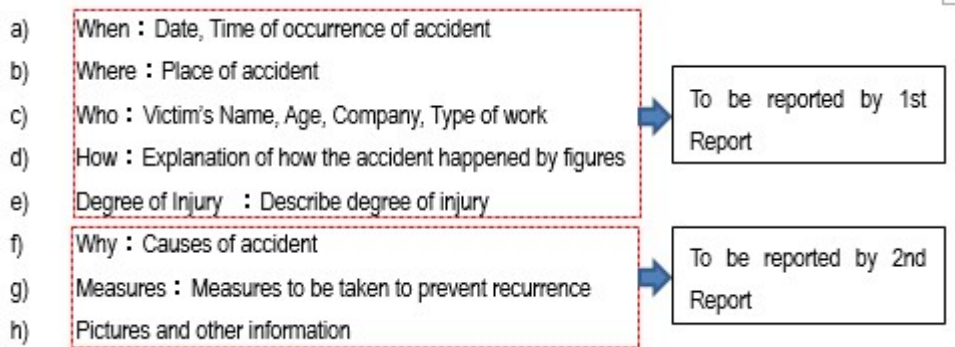 a) When：Date, Time of occurrence of accident
b) Where：Place of accident
c) Who：Victim's Name, Age, Company, Type of work
d) How：Explanation of how the accident happened by figures
e) Degree of Injury ：Describe degree of injury
To be reported by 1st
Report
f) Why：Causes of accident
g) Measures：Measures to be taken to prevent recurrence
h) Pictures and other information
To be reported by 2nd
Report